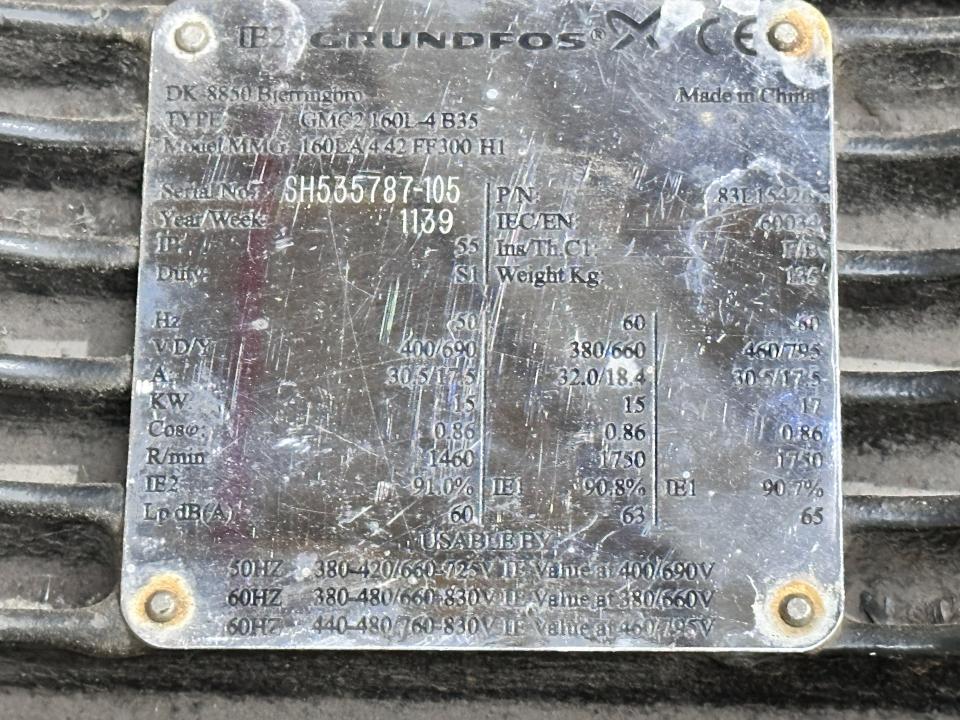 IE2 GRUNDFOS® CE
DK 8850 Bjerringbro Made in China
TYPE GMC2 160L-4 B35
Model MMG 160LA 4 42 FF300 H1
Serial No.: SH535787-105 P/N:
Year/Week: 1139 IEC/EN: 60034
IP: 55 Ins/Th.C1:
Duty: S1 Weight Kg:
Hz 50 60 60
V D/Y 400/690 380/660 460/795
A: 30.5/17.5 32.0/18.4 30.5/17.5
KW 15 15 17
Cosφ: 0.86 0.86 0.86
R/min 1460 1750 1750
IE2 91.0% IE1 90.8% IE1 90.7%
Lp dB(A) 60 63 65
USABLE BY
50HZ 380-420/660-725V IE Value at 400/690V
60HZ 380-480/660-830V IE Value at 380/660V
60HZ 440-480/760-830V IE Value at 460/795V